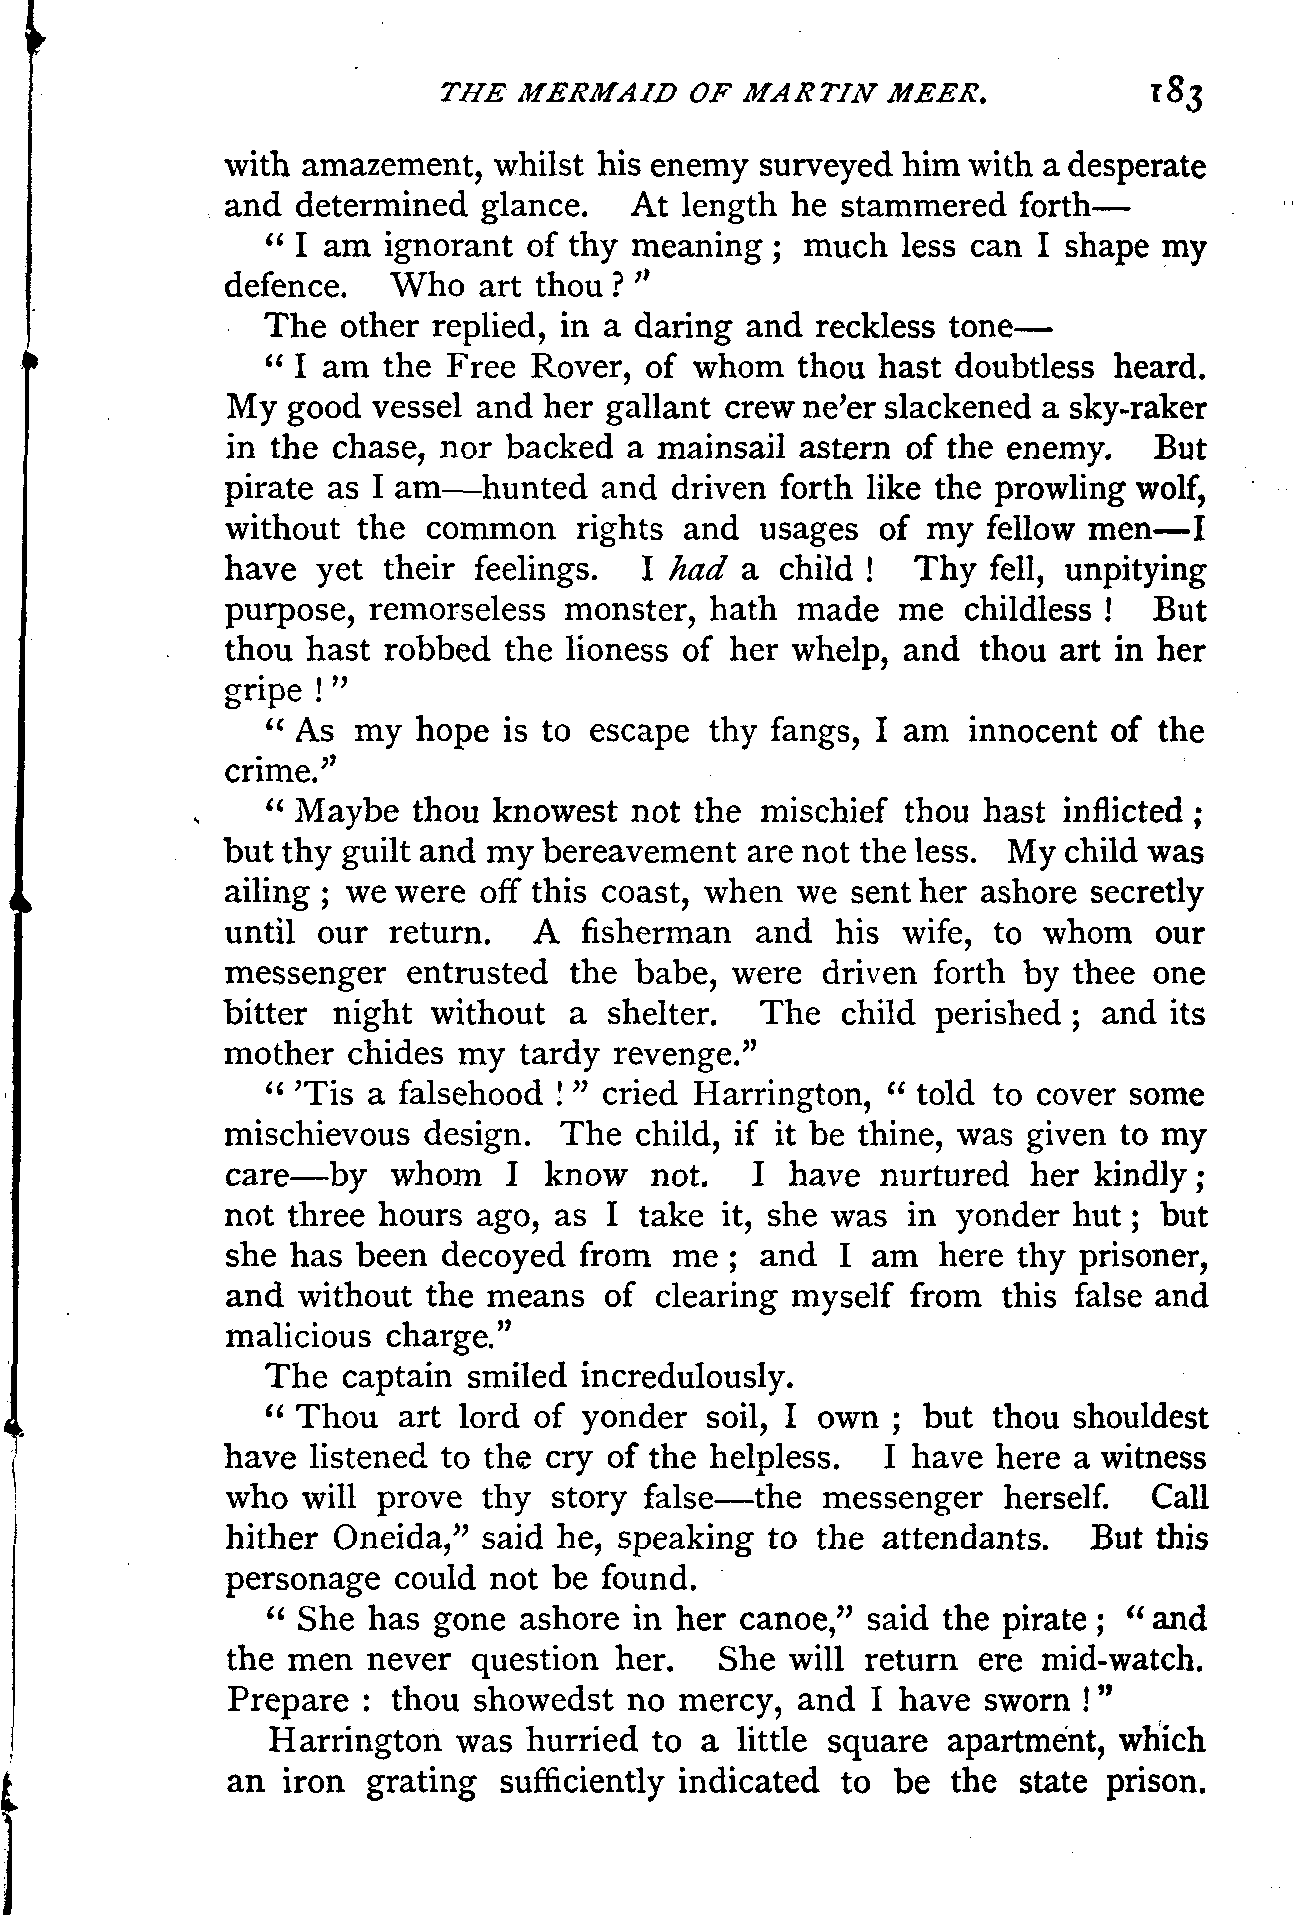 THE MERMAID OF MARTIN MEER. 183
with amazement, whilst his enemy surveyed him with a desperate
and determined glance. At length he stammered forth—
“ I am ignorant of thy meaning ; much less can I shape my
defence. Who art thou ? ”
The other replied, in a daring and reckless tone—
“ I am the Free Rover, of whom thou hast doubtless heard.
My good vessel and her gallant crew ne’er slackened a sky-raker
in the chase, nor backed a mainsail astern of the enemy. But
pirate as I am—hunted and driven forth like the prowling wolf,
without the common rights and usages of my fellow men—I
have yet their feelings. I had a child ! Thy fell, unpitying
purpose, remorseless monster, hath made me childless ! But
thou hast robbed the lioness of her whelp, and thou art in her
gripe ! ”
“ As my hope is to escape thy fangs, I am innocent of the
crime.”
“ Maybe thou knowest not the mischief thou hast inflicted ;
but thy guilt and my bereavement are not the less. My child was
ailing ; we were off this coast, when we sent her ashore secretly
until our return. A fisherman and his wife, to whom our
messenger entrusted the babe, were driven forth by thee one
bitter night without a shelter. The child perished ; and its
mother chides my tardy revenge.”
“ ’Tis a falsehood ! ” cried Harrington, “ told to cover some
mischievous design. The child, if it be thine, was given to my
care—by whom I know not. I have nurtured her kindly ;
not three hours ago, as I take it, she was in yonder hut ; but
she has been decoyed from me ; and I am here thy prisoner,
and without the means of clearing myself from this false and
malicious charge.”
The captain smiled incredulously.
“ Thou art lord of yonder soil, I own ; but thou shouldest
have listened to the cry of the helpless. I have here a witness
who will prove thy story false—the messenger herself. Call
hither Oneida,” said he, speaking to the attendants. But this
personage could not be found.
“ She has gone ashore in her canoe,” said the pirate ; “ and
the men never question her. She will return ere mid-watch.
Prepare : thou showedst no mercy, and I have sworn ! ”
Harrington was hurried to a little square apartment, which
an iron grating sufficiently indicated to be the state prison.